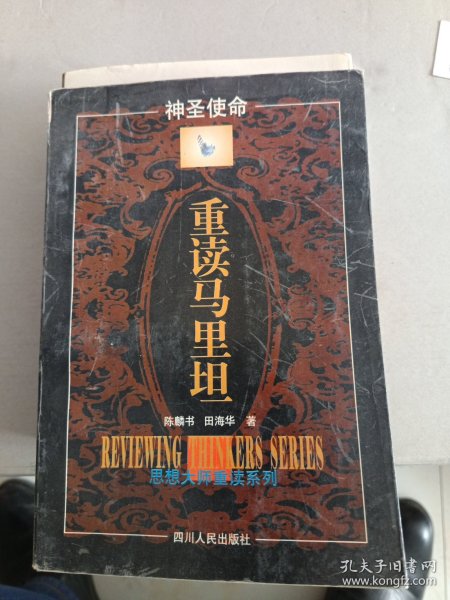 神圣使命
重读马里坦
陈麟书 田海华 著
REVIEWING THINKERS SERIES
思想大师重读系列
四川人民出版社
孔夫子旧书网
www.kongfz.com